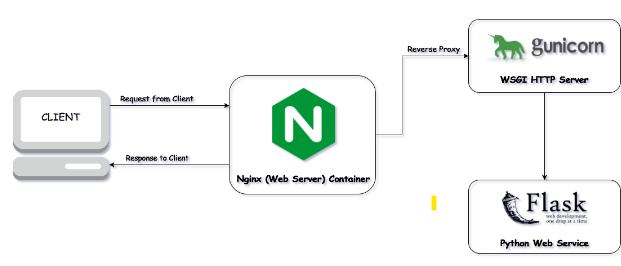 CLIENT
Request from Client
Response to Client
N
Nginx (Web Server) Container
Reverse Proxy
gunicorn
WSGI HTTP Server
Flask
web development,
one drop at a time
Python Web Service